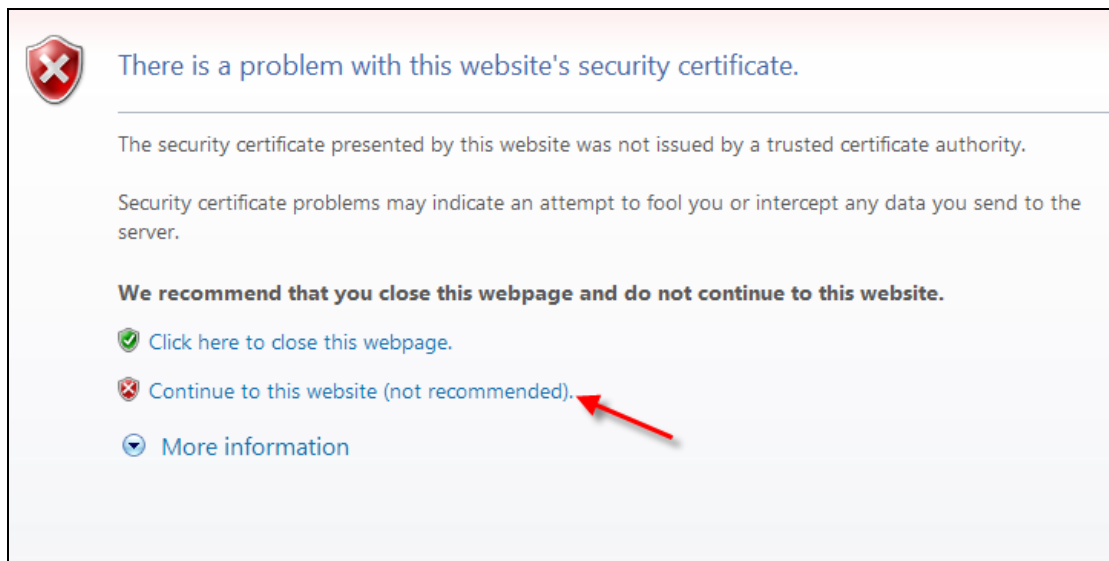 There is a problem with this website's security certificate.
The security certificate presented by this website was not issued by a trusted certificate authority.
Security certificate problems may indicate an attempt to fool you or intercept any data you send to the
server.
We recommend that you close this webpage and do not continue to this website.
Click here to close this webpage.
Continue to this website (not recommended).
More information